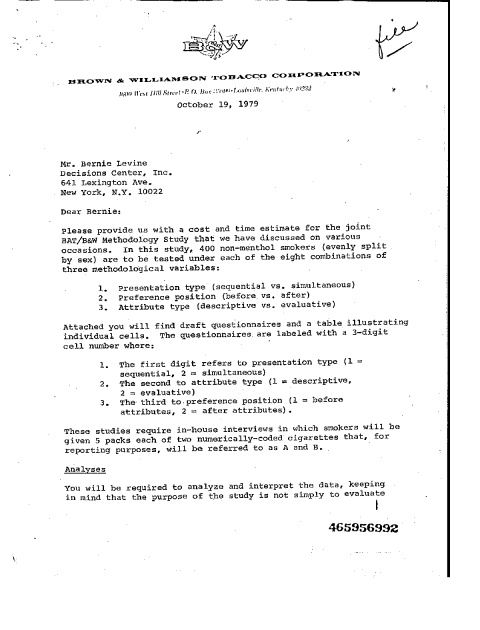 file
B&W
BROWN & WILLIAMSON TOBACCO CORPORATION
1600 West Hill Street • P.O. Box • Louisville, Kentucky
October 19, 1979
Mr. Bernie Levine
Decisions Center, Inc.
641 Lexington Ave.
New York, N.Y. 10022
Dear Bernie:
Please provide us with a cost and time estimate for the joint
BAT/B&W Methodology Study that we have discussed on various
occasions. In this study, 400 non-menthol smokers (evenly split
by sex) are to be tested under each of the eight combinations of
three methodological variables:
1. Presentation type (sequential vs. simultaneous)
2. Preference position (before vs. after)
3. Attribute type (descriptive vs. evaluative)
Attached you will find draft questionnaires and a table illustrating
individual cells. The questionnaires are labeled with a 3-digit
cell number where:
1. The first digit refers to presentation type (1 =
sequential, 2 = simultaneous)
2. The second to attribute type (1 = descriptive,
2 = evaluative)
3. The third to preference position (1 = before
attributes, 2 = after attributes).
These studies require in-house interviews in which smokers will be
given 5 packs each of two numerically-coded cigarettes that, for
reporting purposes, will be referred to as A and B.
Analyses
You will be required to analyze and interpret the data, keeping
in mind that the purpose of the study is not simply to evaluate
465956992